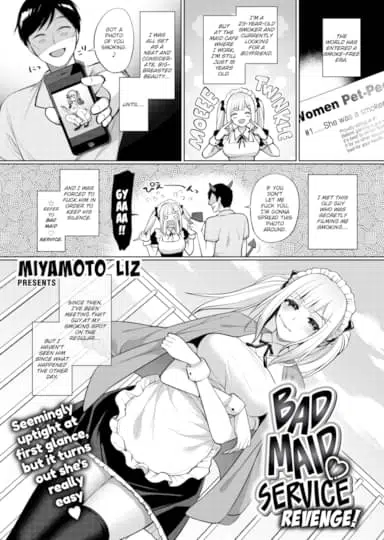 THE WORLD
HAS
ENTERED A
SMOKE-FREE
ERA.
Women Pet-Pee
#1....She was a smoke
I'M A
23-YEAR-OLD
SMOKER AND
CURRENTLY
LOOKING
FOR A
BOYFRIEND.
BUT AT
THE MAID
CAFE
WHERE
I WORK,
I'M STILL
JUST
YEARS
OLD.
TWINKLE
MOEEE
I WAS ALL
SET AS A
NEAT AND
CONSIDER-
ATE, BIG-
BREASTED
BEAUTY...
UNTIL...
GOT A
PHOTO
OF YOU
SMOKING. ♪
I MET THIS
OLD GUY
WHO WAS
SECRETLY
FILMING ME
SMOKING...
IF YOU
DON'T LET
ME FUCK
YOU, I'M
GONNA
SPREAD
THIS PHOTO
AROUND.
GYAAA!!
AND I WAS
FORCED TO
FUCK HIM IN
ORDER TO
KEEP HIS
SILENCE.
☆ REFER TO BAD MAID SERVICE.
MIYAMOTO LIZ
PRESENTS
SINCE THEN,
I'VE BEEN
MEETING THAT
GUY AT MY
SMOKING SPOT
ON THE
REGULAR...
BUT I
HAVEN'T
SEEN HIM
SINCE WHAT
HAPPENED
THE OTHER
DAY.
Seemingly
uptight at
first glance,
but it turns
out she's
really
easy ♥
BAD
MAID
SERVICE
REVENGE!